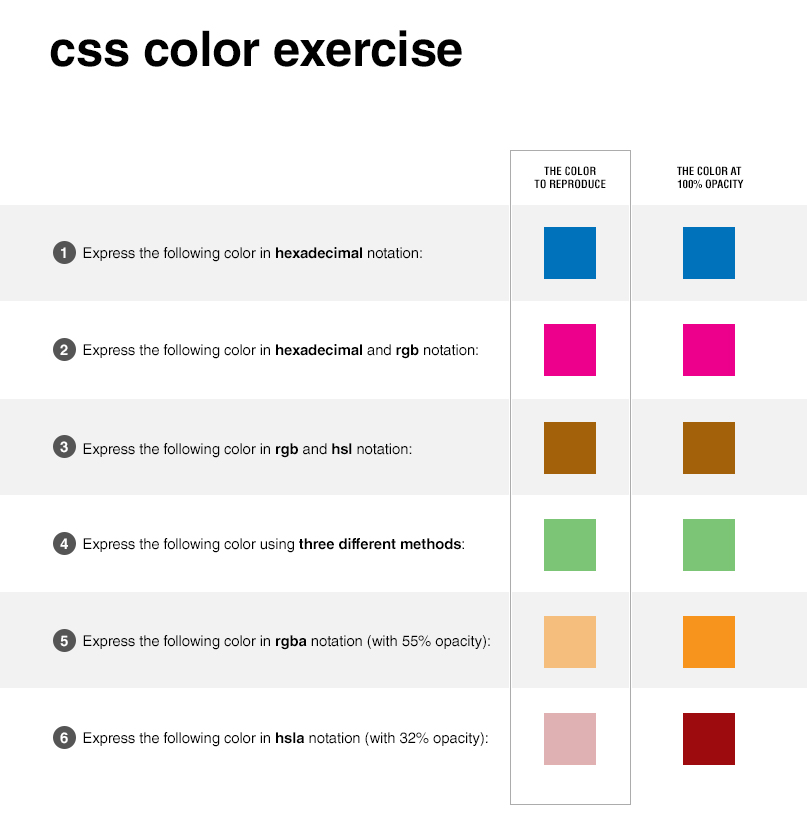 css color exercise
THE COLOR
TO REPRODUCE
THE COLOR AT
100% OPACITY
1 Express the following color in hexadecimal notation:
2 Express the following color in hexadecimal and rgb notation:
3 Express the following color in rgb and hsl notation:
4 Express the following color using three different methods:
5 Express the following color in rgba notation (with 55% opacity):
6 Express the following color in hsla notation (with 32% opacity):